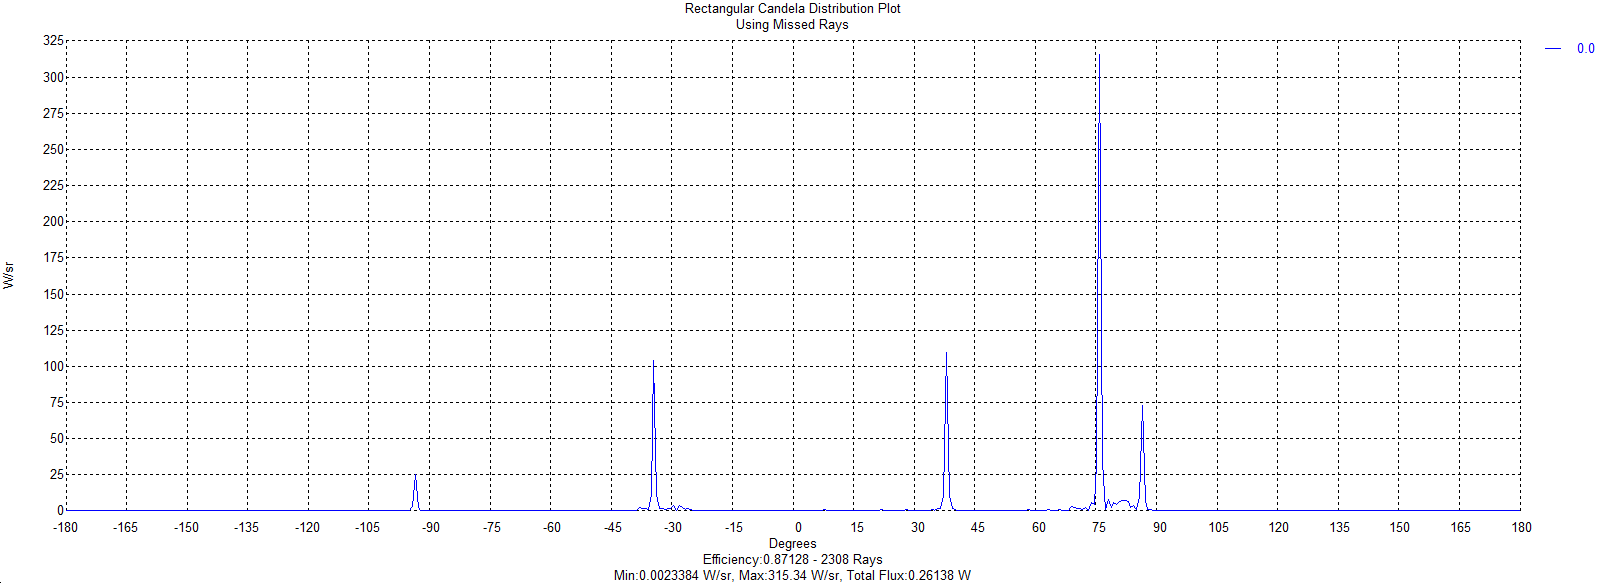 Rectangular Candela Distribution Plot
Using Missed Rays
0.0
325
300
275
250
225
200
175
150
125
100
75
50
25
0
W/sr
-180 -165 -150 -135 -120 -105 -90 -75 -60 -45 -30 -15 0 15 30 45 60 75 90 105 120 135 150 165 180
Degrees
Efficiency:0.87128 - 2308 Rays
Min:0.0023384 W/sr, Max:315.34 W/sr, Total Flux:0.26138 W